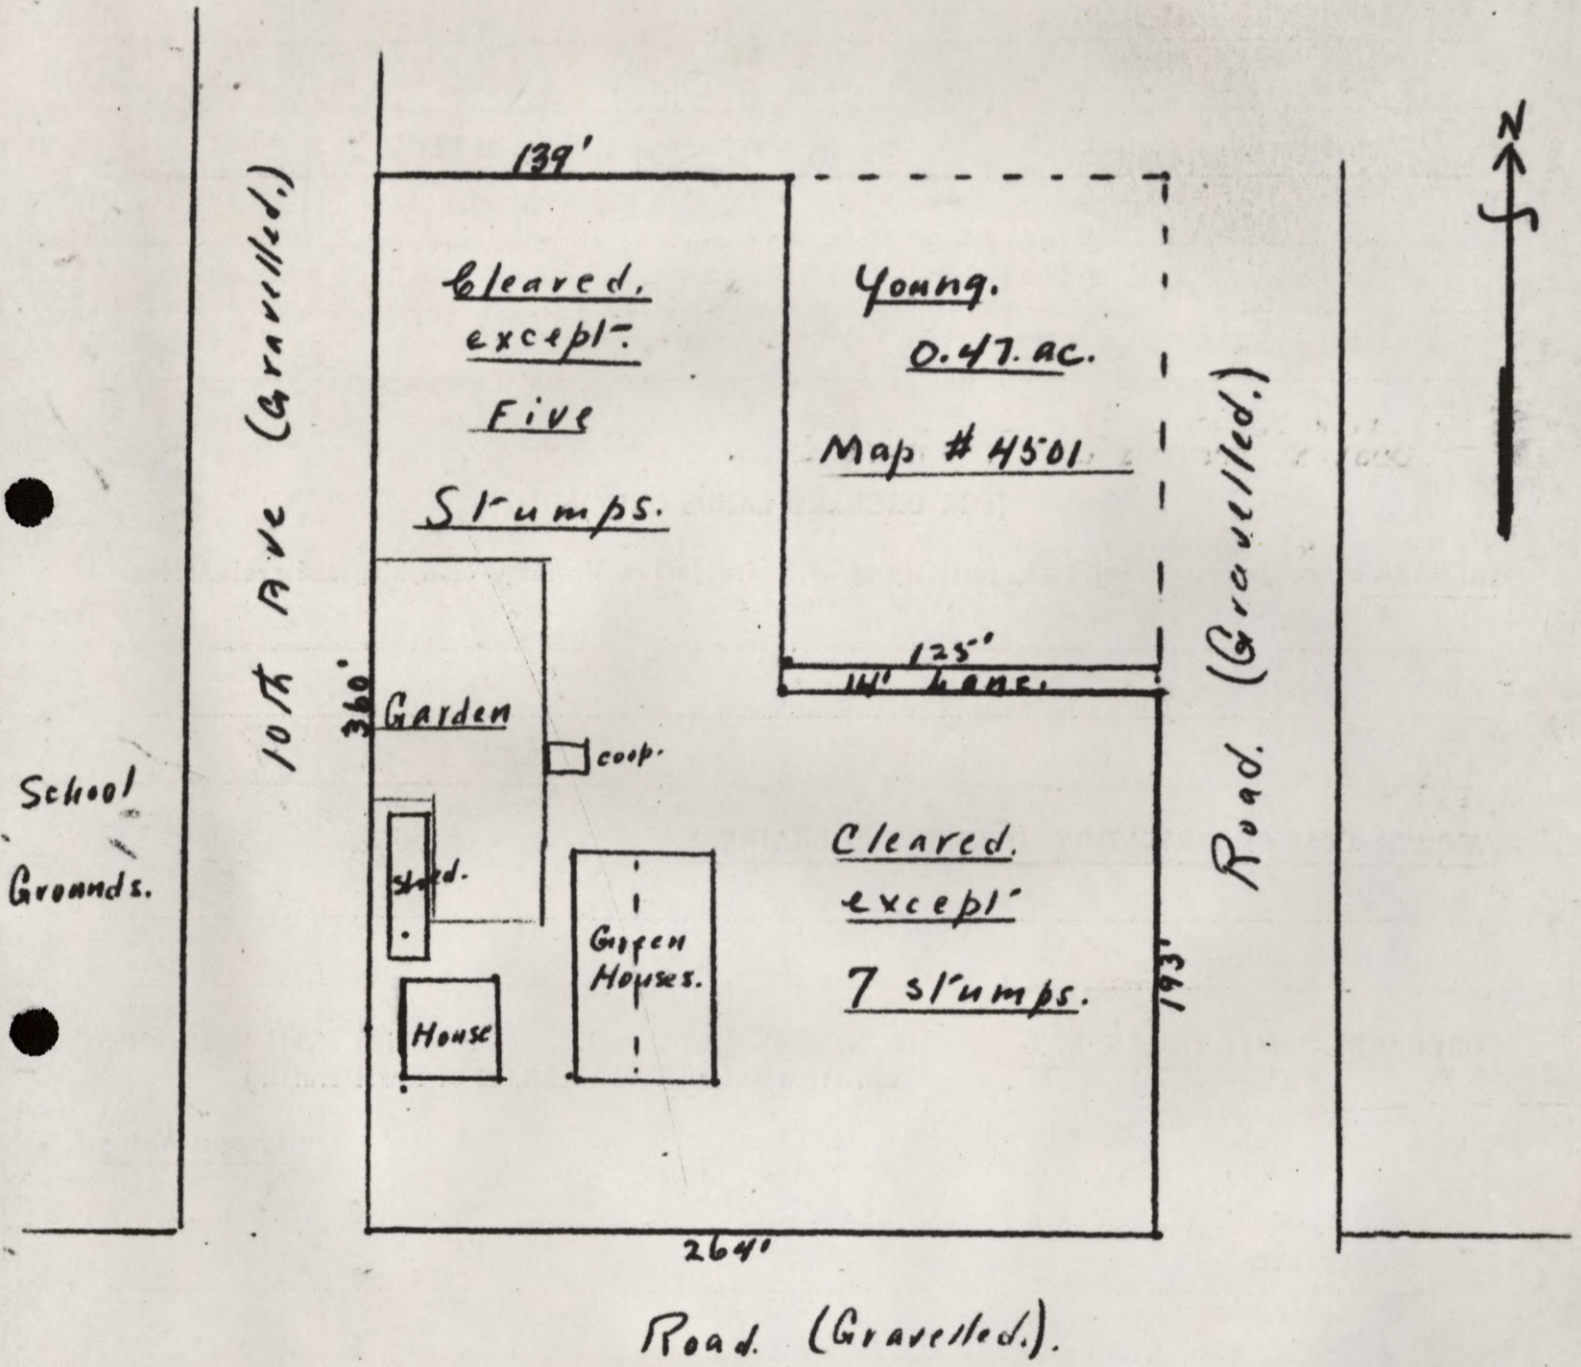 N
139'
10th Ave (Gravelled.)
Cleared.
except.
Five
Stumps.
Young.
0.47. ac.
Map # 4501
Road. (Gravelled.)
125'
14' Lane.
360'
Garden
coop.
School
Grounds.
Shed.
Green
Houses.
House
Cleared.
except
7 stumps.
193'
264'
Road. (Gravelled.).